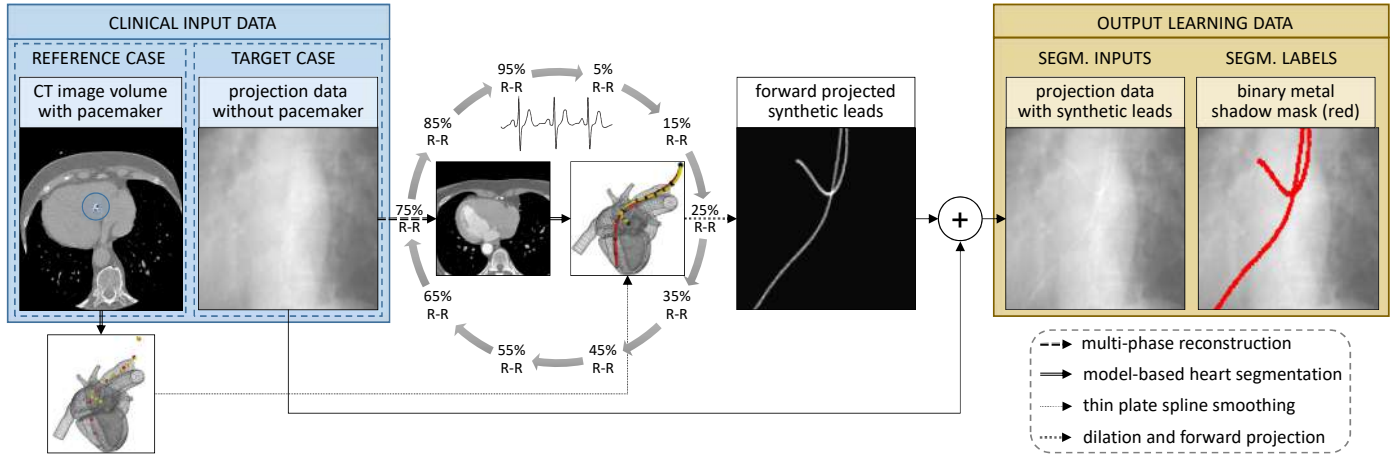 CLINICAL INPUT DATA
REFERENCE CASE
CT image volume
with pacemaker
TARGET CASE
projection data
without pacemaker
95%
R-R
5%
R-R
15%
R-R
25%
R-R
35%
R-R
45%
R-R
55%
R-R
65%
R-R
75%
R-R
85%
R-R
forward projected
synthetic leads
+
OUTPUT LEARNING DATA
SEGM. INPUTS
projection data
with synthetic leads
SEGM. LABELS
binary metal
shadow mask (red)
multi-phase reconstruction
model-based heart segmentation
thin plate spline smoothing
dilation and forward projection